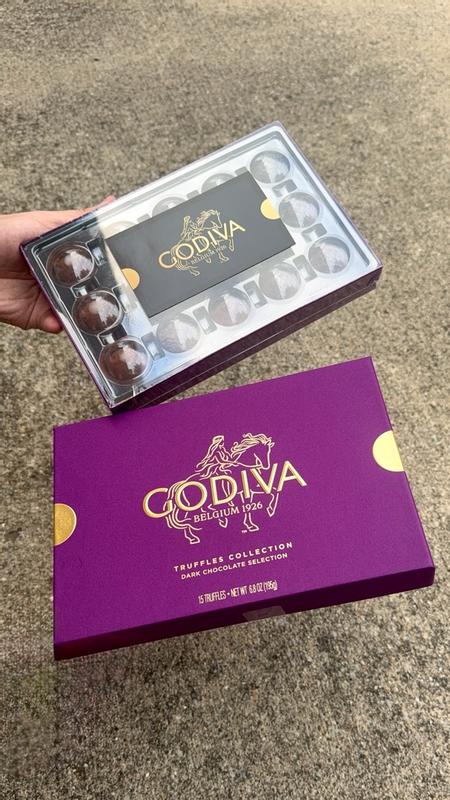 GODIVA
BELGIUM 1926
GODIVA
BELGIUM 1926
TRUFFLES COLLECTION
DARK CHOCOLATE SELECTION
15 TRUFFLES • NET WT 6.8 OZ (195g)